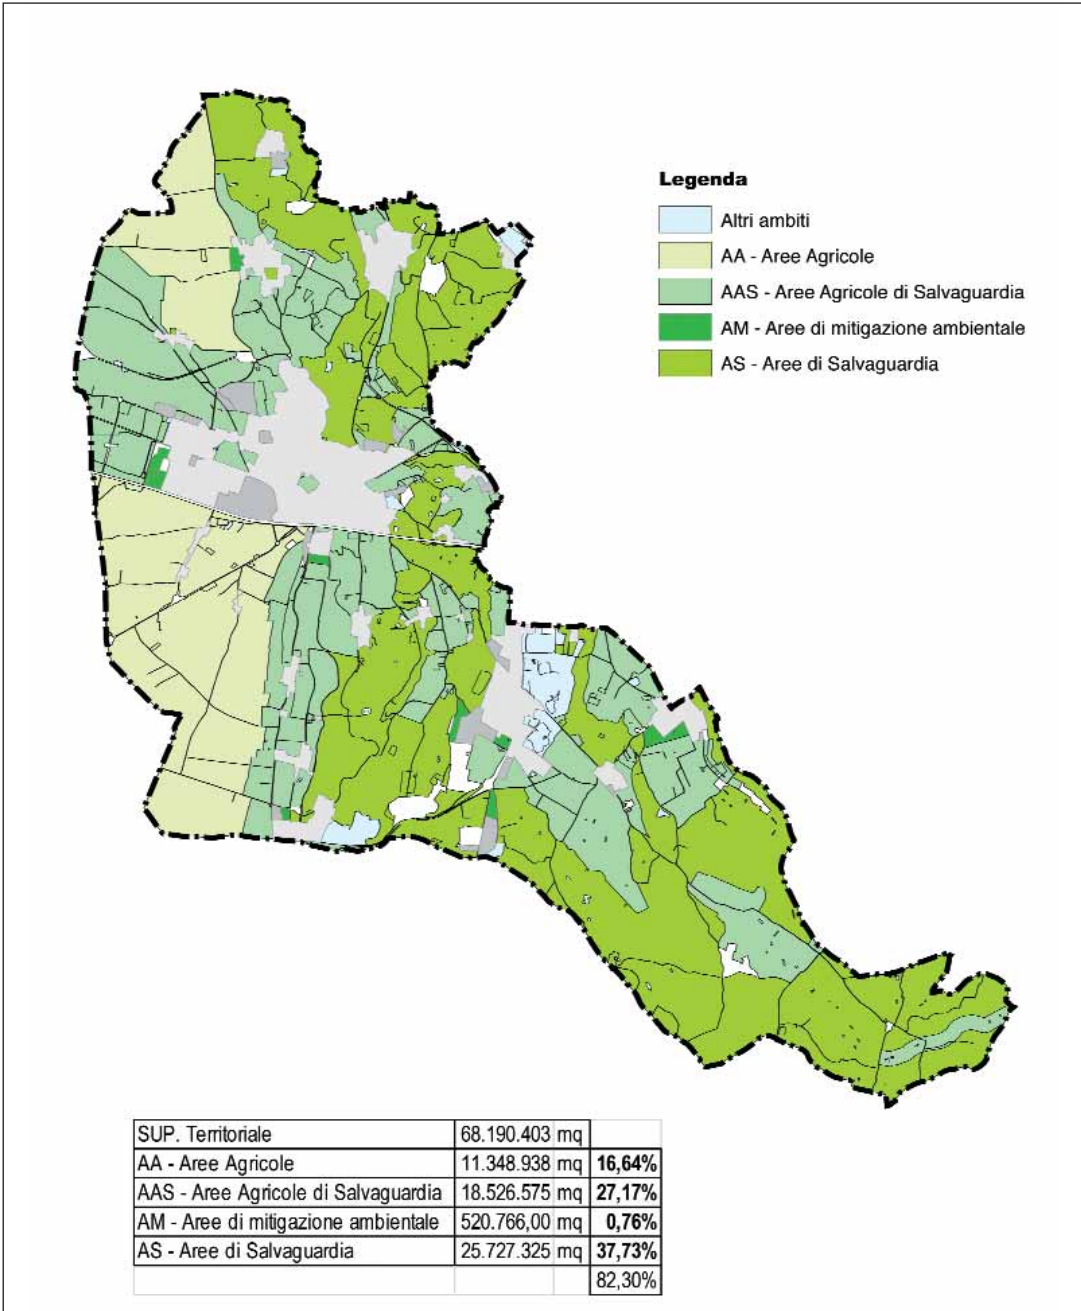 Legenda
Altri ambiti
AA - Aree Agricole
AAS - Aree Agricole di Salvaguardia
AM - Aree di mitigazione ambientale
AS - Aree di Salvaguardia
SUP. Territoriale 68.190.403 mq
AA - Aree Agricole 11.348.938 mq 16,64%
AAS - Aree Agricole di Salvaguardia 18.526.575 mq 27,17%
AM - Aree di mitigazione ambientale 520.766,00 mq 0,76%
AS - Aree di Salvaguardia 25.727.325 mq 37,73%
82,30%